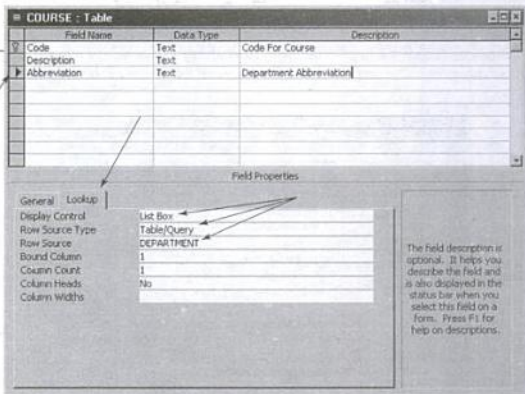 COURSE : Table
Field Name Data Type Description
Code Text Code For Course
Description Text
Abbreviation Text Department Abbreviation
Field Properties
General Lookup
Display Control List Box
Row Source Type Table/Query
Row Source DEPARTMENT
Bound Column 1
Column Count 1
Column Heads No
Column Widths
The field description is
optional. It helps you
describe the field and
is also displayed in the
status bar when you
select this field on a
form. Press F1 for
help on descriptions.